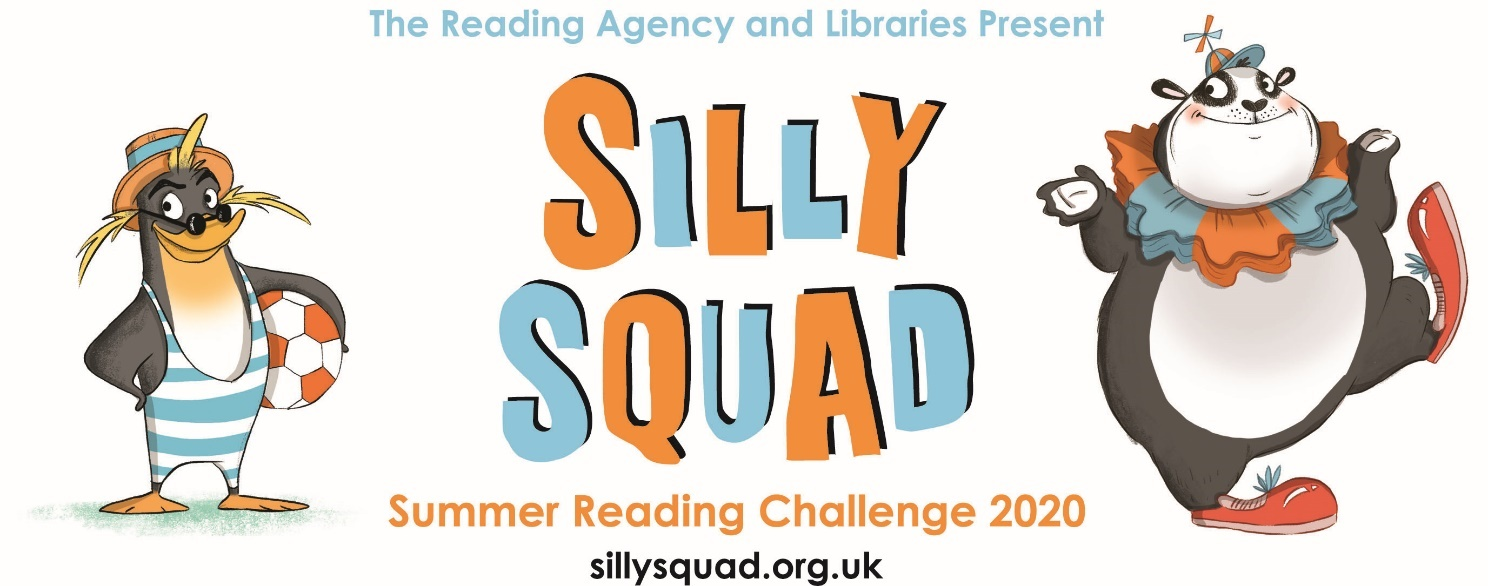 The Reading Agency and Libraries Present
SILLY
SQUAD
Summer Reading Challenge 2020
sillysquad.org.uk